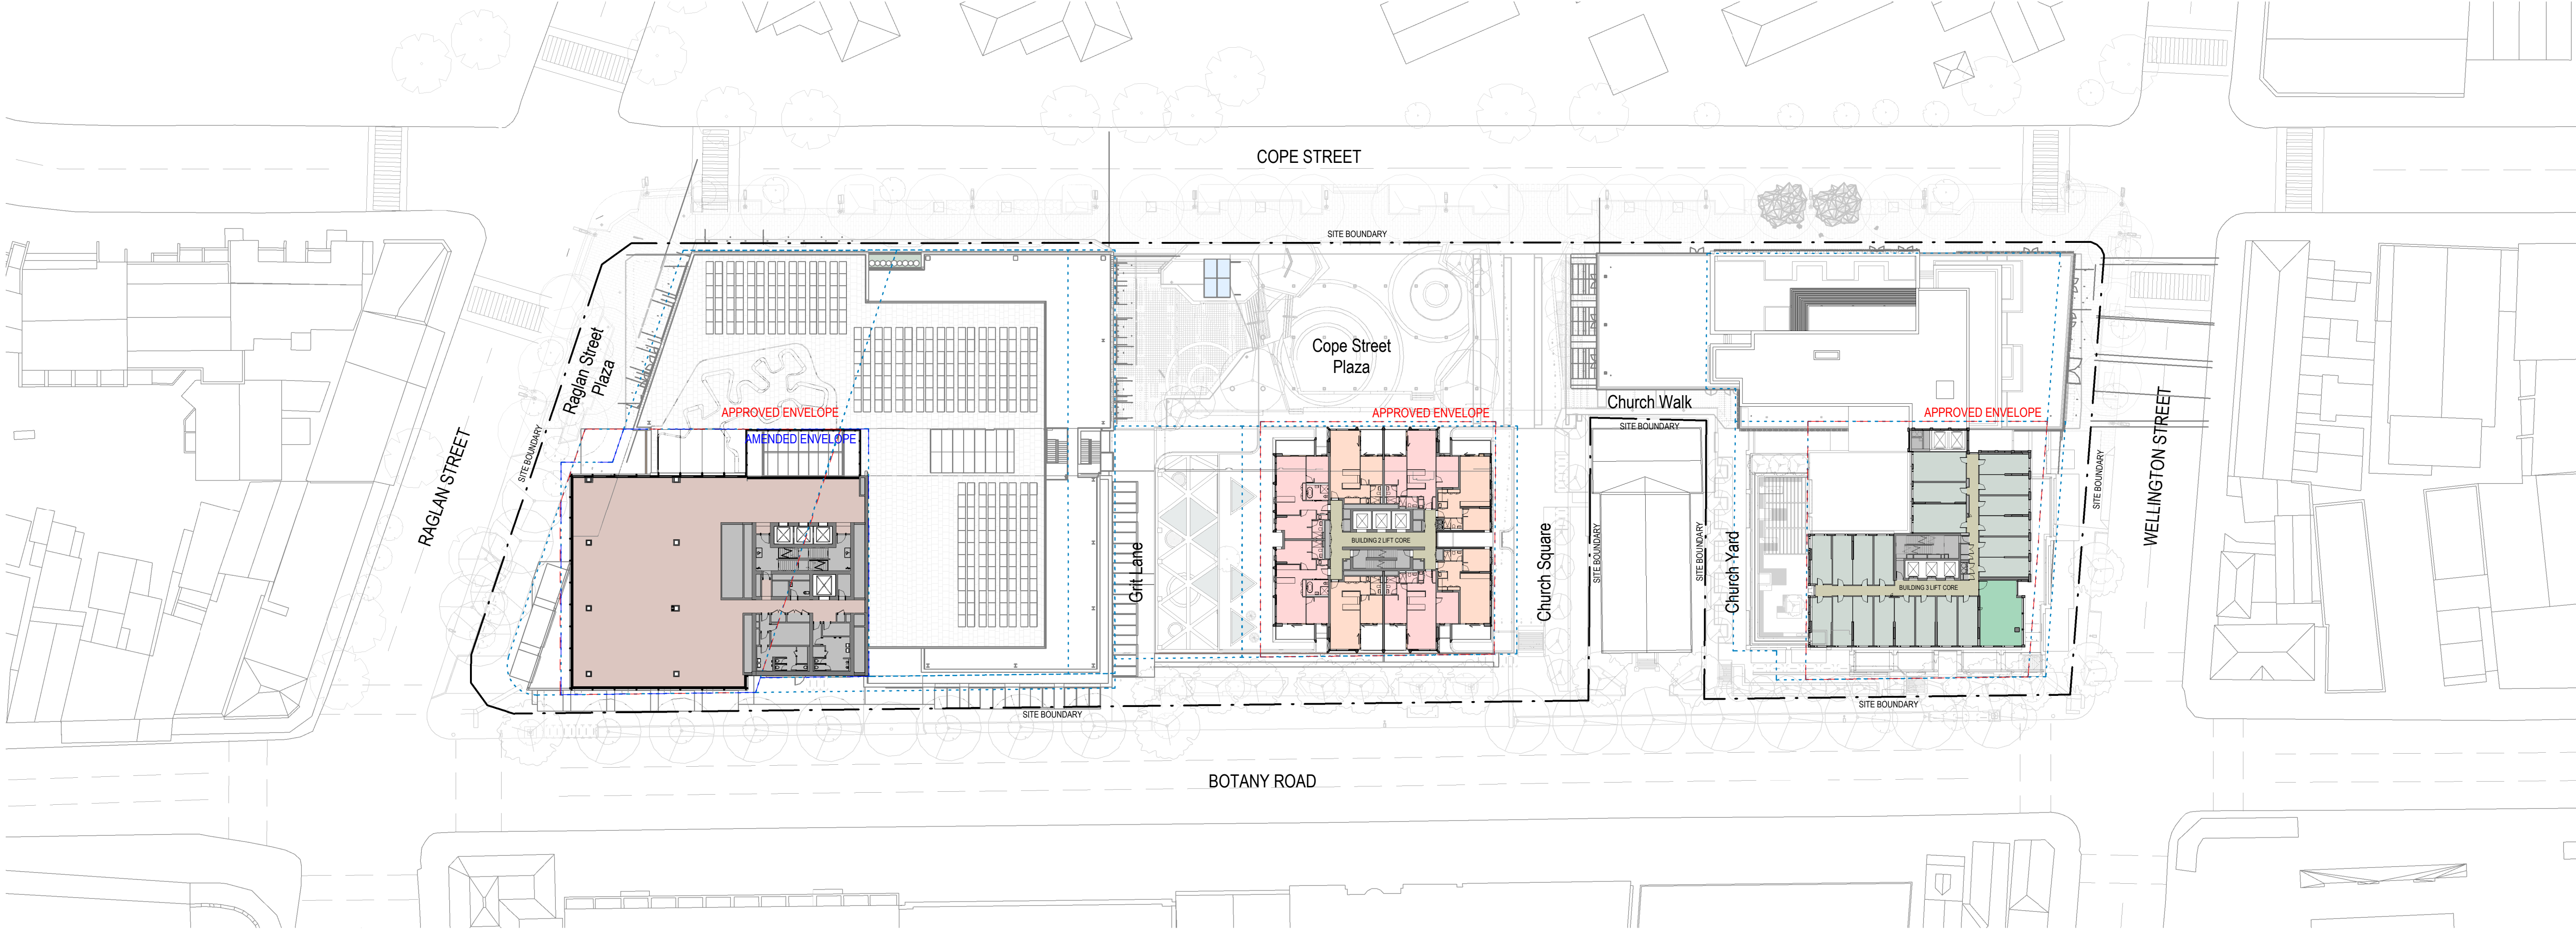 COPE STREET
SITE BOUNDARY
Raglan Street
Plaza
Cope Street
Plaza
Church Walk
APPROVED ENVELOPE
APPROVED ENVELOPE
APPROVED ENVELOPE
AMENDED ENVELOPE
SITE BOUNDARY
SITE BOUNDARY
RAGLAN STREET
WELLINGTON STREET
SITE BOUNDARY
BUILDING 2 LIFT CORE
Grit Lane
Church Square
SITE BOUNDARY
SITE BOUNDARY
Church Yard
BUILDING 3 LIFT CORE
SITE BOUNDARY
SITE BOUNDARY
BOTANY ROAD